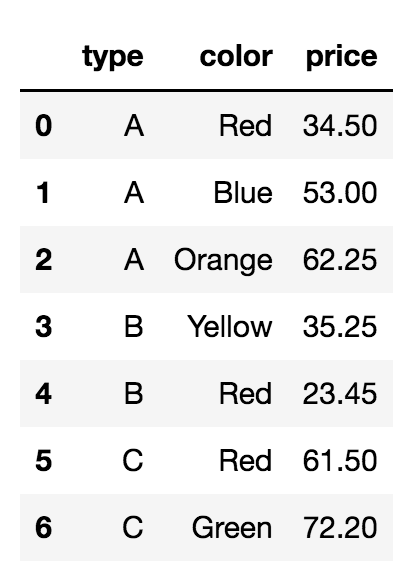 type color price
0 A Red 34.50
1 A Blue 53.00
2 A Orange 62.25
3 B Yellow 35.25
4 B Red 23.45
5 C Red 61.50
6 C Green 72.20